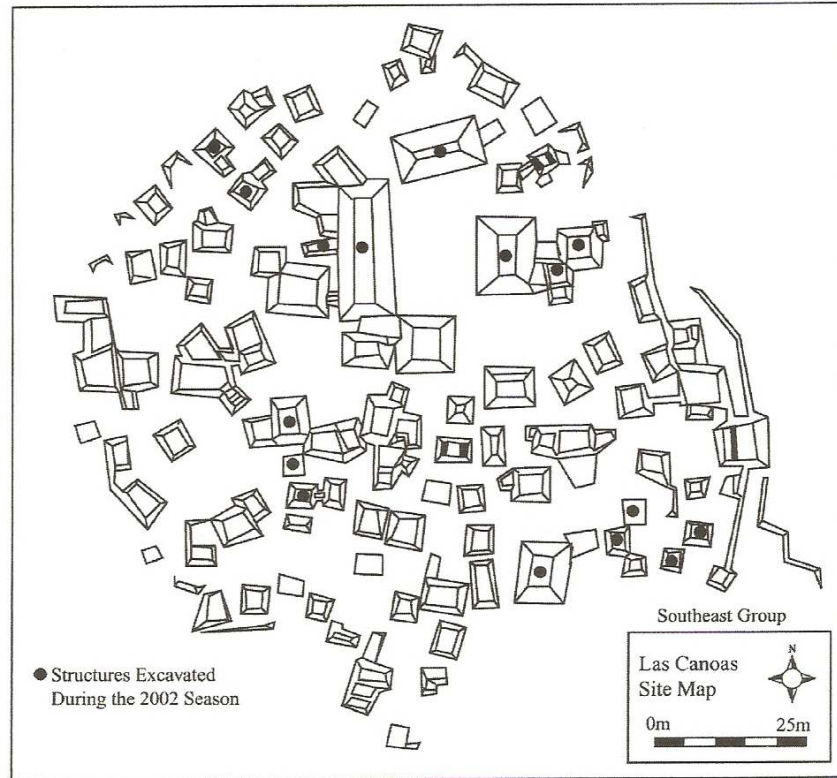 Southeast Group
Structures Excavated
During the 2002 Season
Las Canoas
Site Map
N
0m 25m